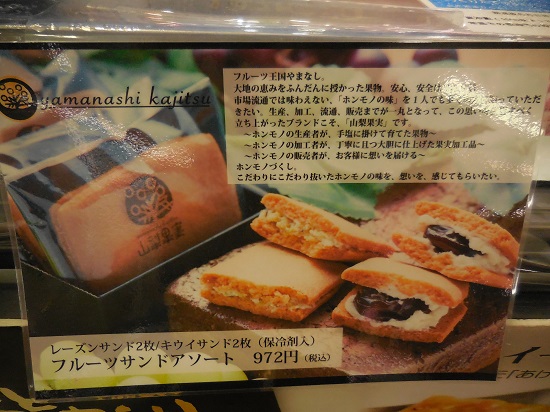 yamanashi kajitsu
フルーツ王国やまなし。
大地の恵みをふんだんに授かった果物。安心、安全
市場流通では味わえない、「ホンモノの味」を1人でも多く っていただ
きたい。生産、加工、流通、販売までが一丸となって、この思い べく
立ち上がったブランドこそ、「山梨果実」です。
〜ホンモノの生産者が、手塩に掛けて育てた果物〜
〜ホンモノの加工者が、丁寧に且つ大胆に仕上げた果実加工品〜
〜ホンモノの販売者が、お客様に想いを届ける〜
ホンモノづくし。
こだわりにこだわり抜いたホンモノの味を、想いを、感じてもらいたい。
山梨果実
レーズンサンド2枚/キウイサンド2枚(保冷剤入)
フルーツサンドアソート 972円(税込)